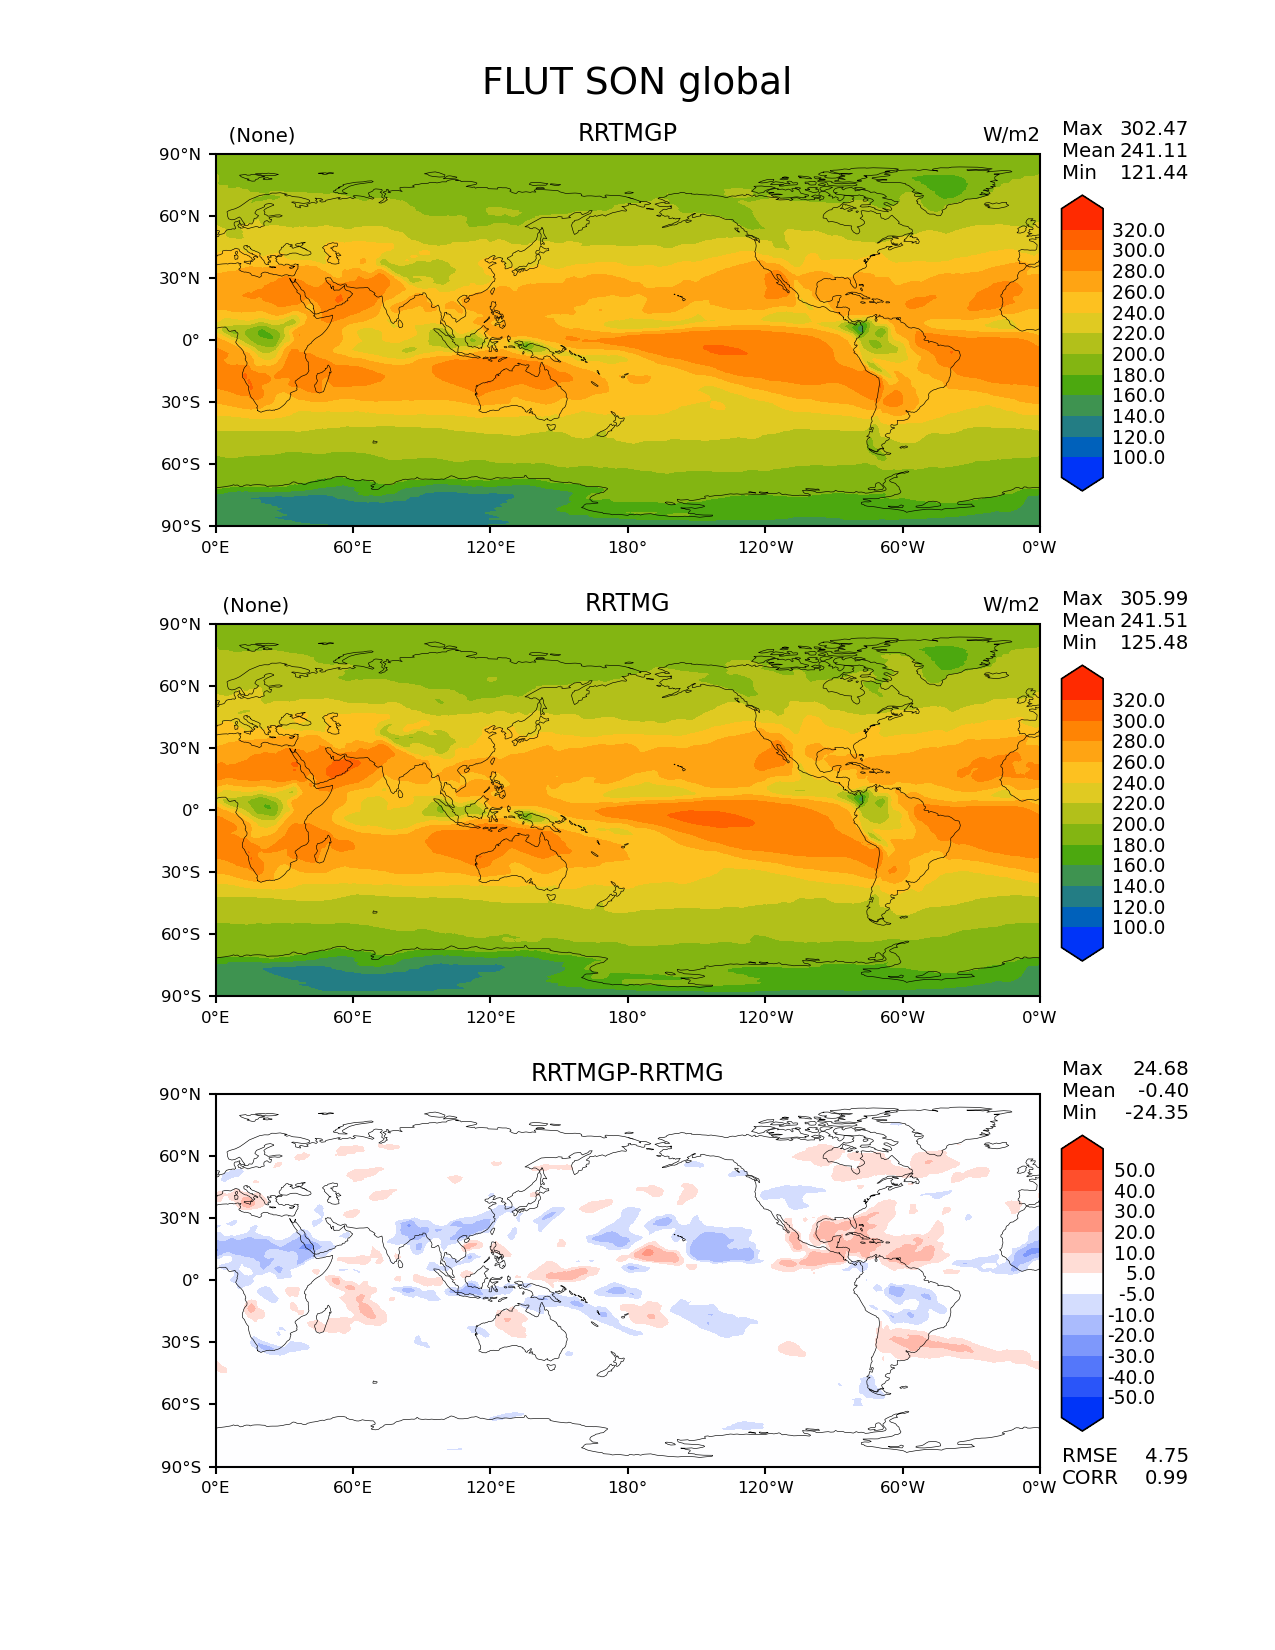 FLUT SON global
(None) RRTMGP W/m2
Max 302.47
Mean 241.11
Min 121.44
90°N
60°N
30°N
0°
30°S
60°S
90°S
0°E 60°E 120°E 180° 120°W 60°W 0°W
320.0
300.0
280.0
260.0
240.0
220.0
200.0
180.0
160.0
140.0
120.0
100.0
(None) RRTMG W/m2
Max 305.99
Mean 241.51
Min 125.48
90°N
60°N
30°N
0°
30°S
60°S
90°S
0°E 60°E 120°E 180° 120°W 60°W 0°W
320.0
300.0
280.0
260.0
240.0
220.0
200.0
180.0
160.0
140.0
120.0
100.0
RRTMGP-RRTMG
Max 24.68
Mean -0.40
Min -24.35
90°N
60°N
30°N
0°
30°S
60°S
90°S
0°E 60°E 120°E 180° 120°W 60°W 0°W
50.0
40.0
30.0
20.0
10.0
5.0
-5.0
-10.0
-20.0
-30.0
-40.0
-50.0
RMSE 4.75
CORR 0.99